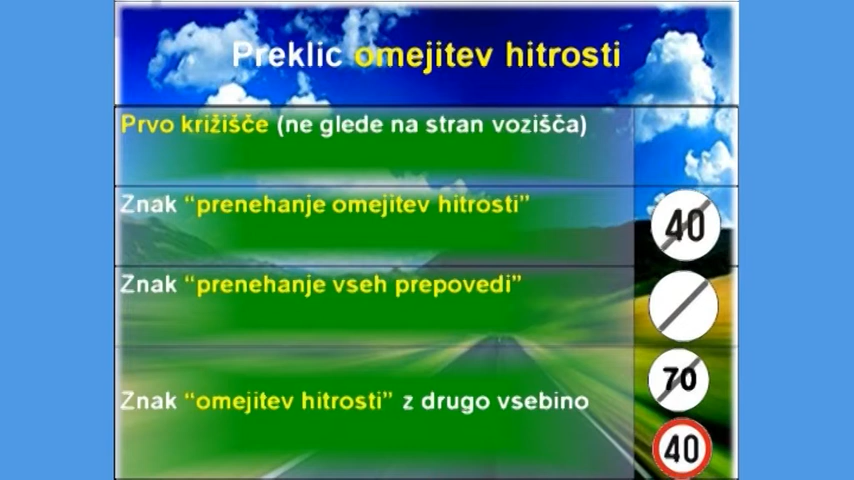 Preklic omejitev hitrosti
Prvo križišče (ne glede na stran vozišča)
Znak “prenehanje omejitev hitrosti”
40
Znak “prenehanje vseh prepovedi”
70
Znak “omejitev hitrosti” z drugo vsebino
40